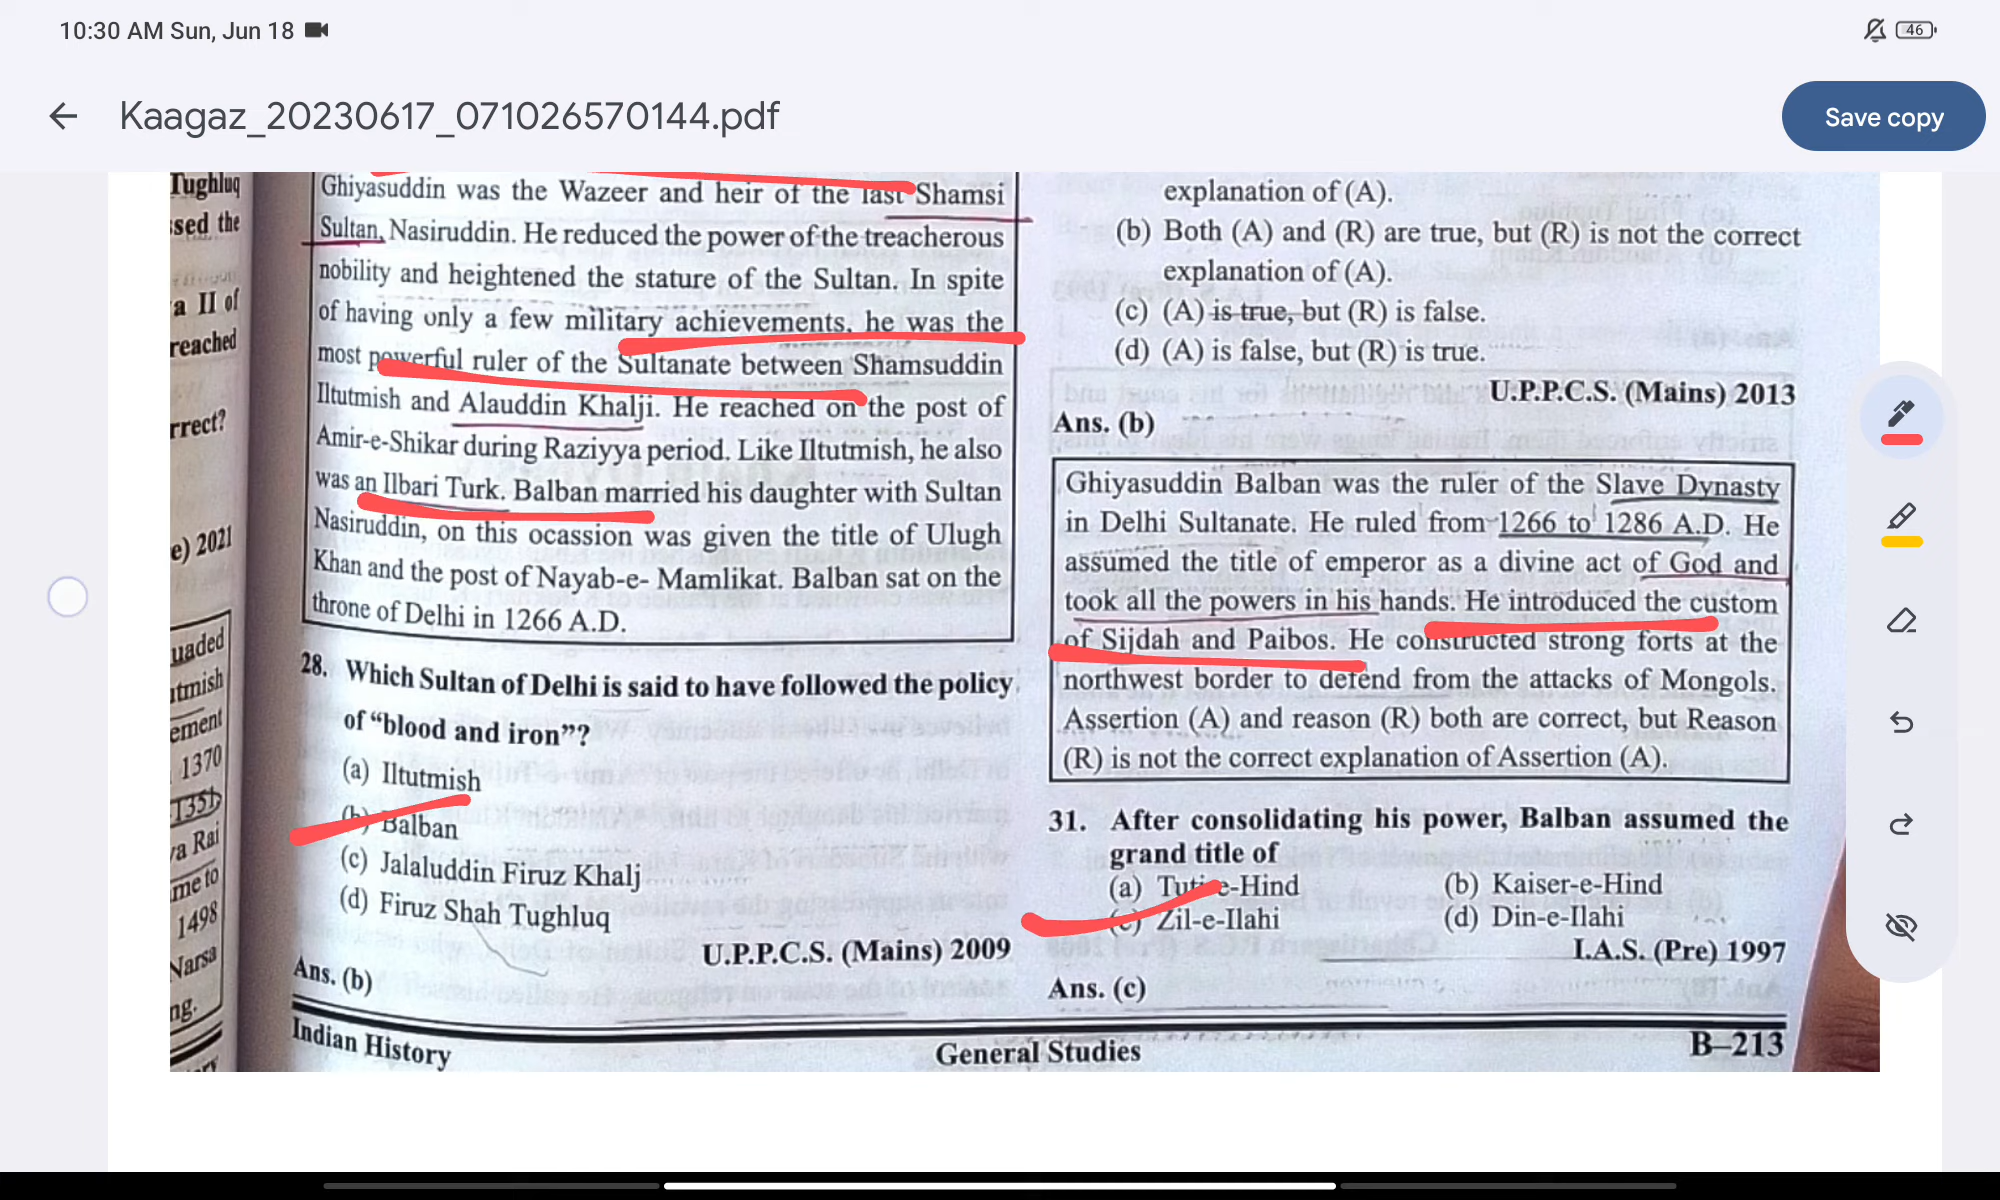 10:30 AM Sun, Jun 18
46
Kaagaz_20230617_071026570144.pdf
Save copy
Tughluq
ssed the
a II of
reached
rrect?
e) 2021
uaded
itmish
ement
1370
1351
a Rai
me to
1498
Narsa
ng.
Ghiyasuddin was the Wazeer and heir of the last Shamsi
Sultan, Nasiruddin. He reduced the power of the treacherous
nobility and heightened the stature of the Sultan. In spite
of having only a few military achievements, he was the
most powerful ruler of the Sultanate between Shamsuddin
Iltutmish and Alauddin Khalji. He reached on the post of
Amir-e-Shikar during Raziyya period. Like Iltutmish, he also
was an Ilbari Turk. Balban married his daughter with Sultan
Nasiruddin, on this ocassion was given the title of Ulugh
Khan and the post of Nayab-e- Mamlikat. Balban sat on the
throne of Delhi in 1266 A.D.
28. Which Sultan of Delhi is said to have followed the policy
of “blood and iron”?
(a) Iltutmish
(b) Balban
(c) Jalaluddin Firuz Khalj
(d) Firuz Shah Tughluq
U.P.P.C.S. (Mains) 2009
Ans. (b)
explanation of (A).
(b) Both (A) and (R) are true, but (R) is not the correct
explanation of (A).
(c) (A) is true, but (R) is false.
(d) (A) is false, but (R) is true.
U.P.P.C.S. (Mains) 2013
Ans. (b)
Ghiyasuddin Balban was the ruler of the Slave Dynasty
in Delhi Sultanate. He ruled from 1266 to 1286 A.D. He
assumed the title of emperor as a divine act of God and
took all the powers in his hands. He introduced the custom
of Sijdah and Paibos. He constructed strong forts at the
northwest border to defend from the attacks of Mongols.
Assertion (A) and reason (R) both are correct, but Reason
(R) is not the correct explanation of Assertion (A).
31. After consolidating his power, Balban assumed the
grand title of
(a) Tuti-e-Hind (b) Kaiser-e-Hind
(c) Zil-e-Ilahi (d) Din-e-Ilahi
I.A.S. (Pre) 1997
Ans. (c)
Indian History
General Studies
B–213